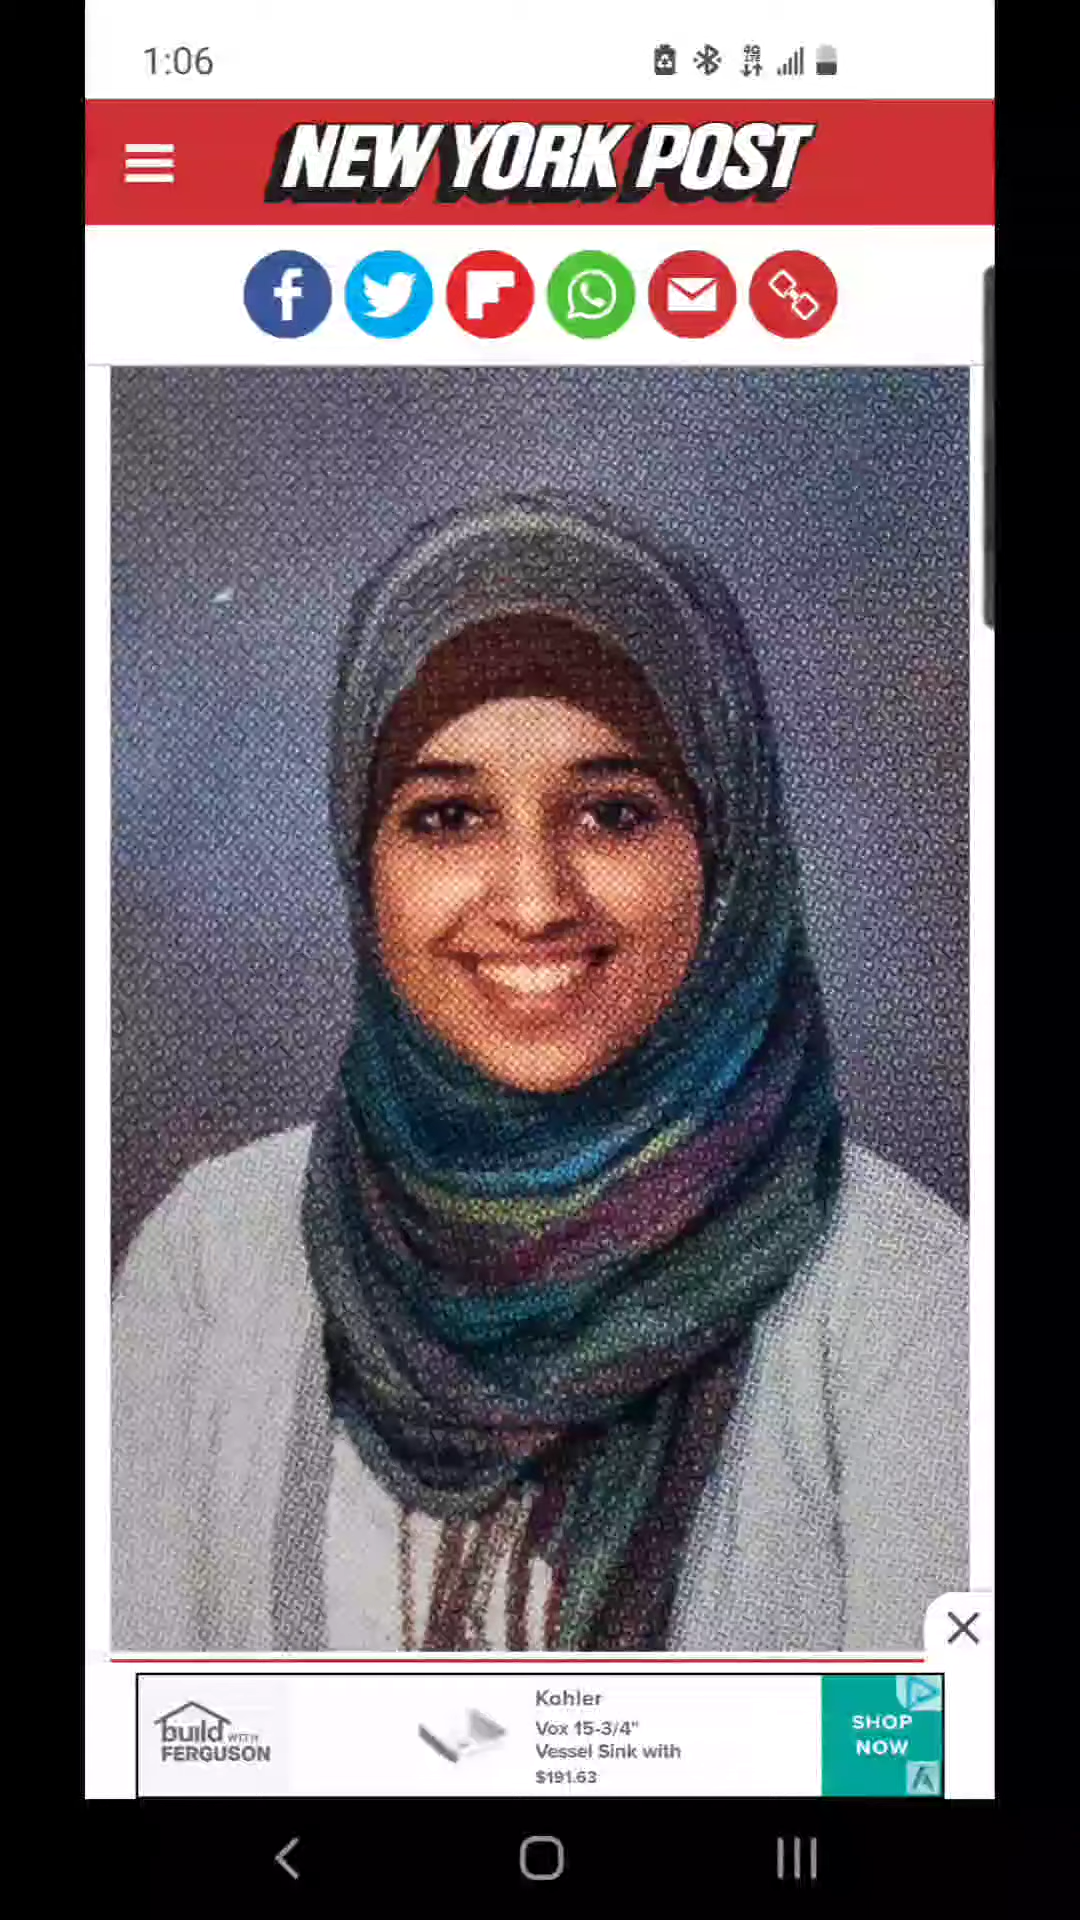 1:06
NEW YORK POST
build WITH
FERGUSON
Kohler
Vox 15-3/4"
Vessel Sink with
$191.63
SHOP
NOW